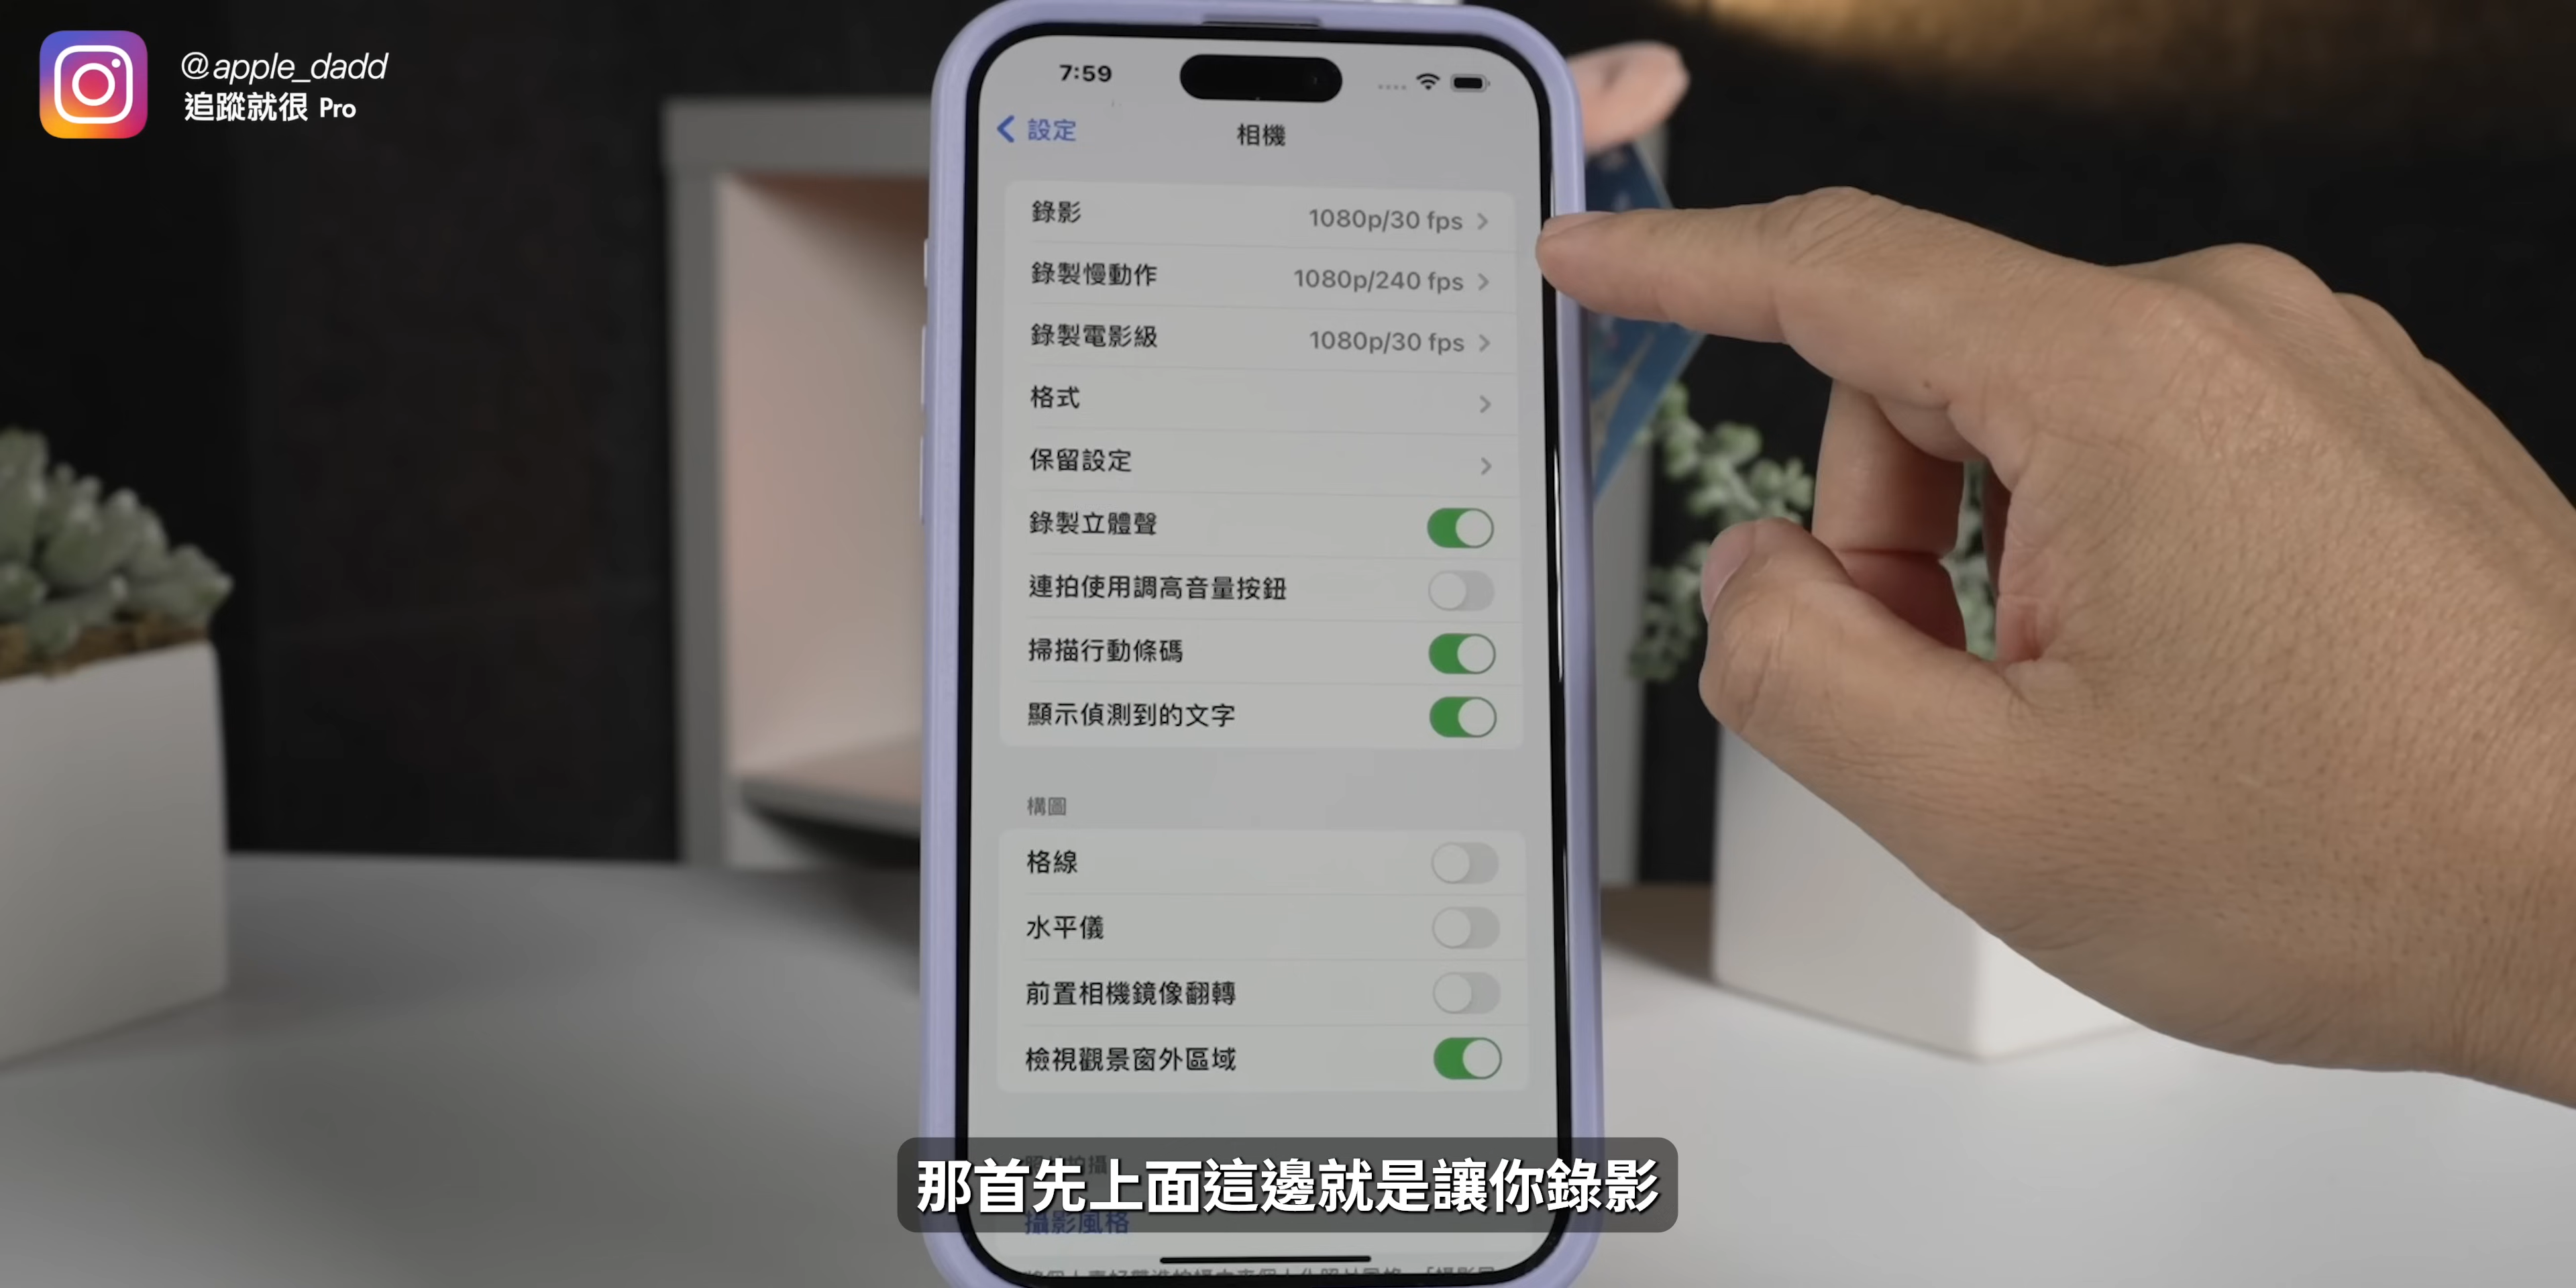 @apple_dadd
追蹤就很 Pro
7:59
設定
相機
錄影 1080p/30 fps
錄製慢動作 1080p/240 fps
錄製電影級 1080p/30 fps
格式
保留設定
錄製立體聲
連拍使用調高音量按鈕
掃描行動條碼
顯示偵測到的文字
構圖
格線
水平儀
前置相機鏡像翻轉
檢視觀景窗外區域
那首先上面這邊就是讓你錄影
攝影風格